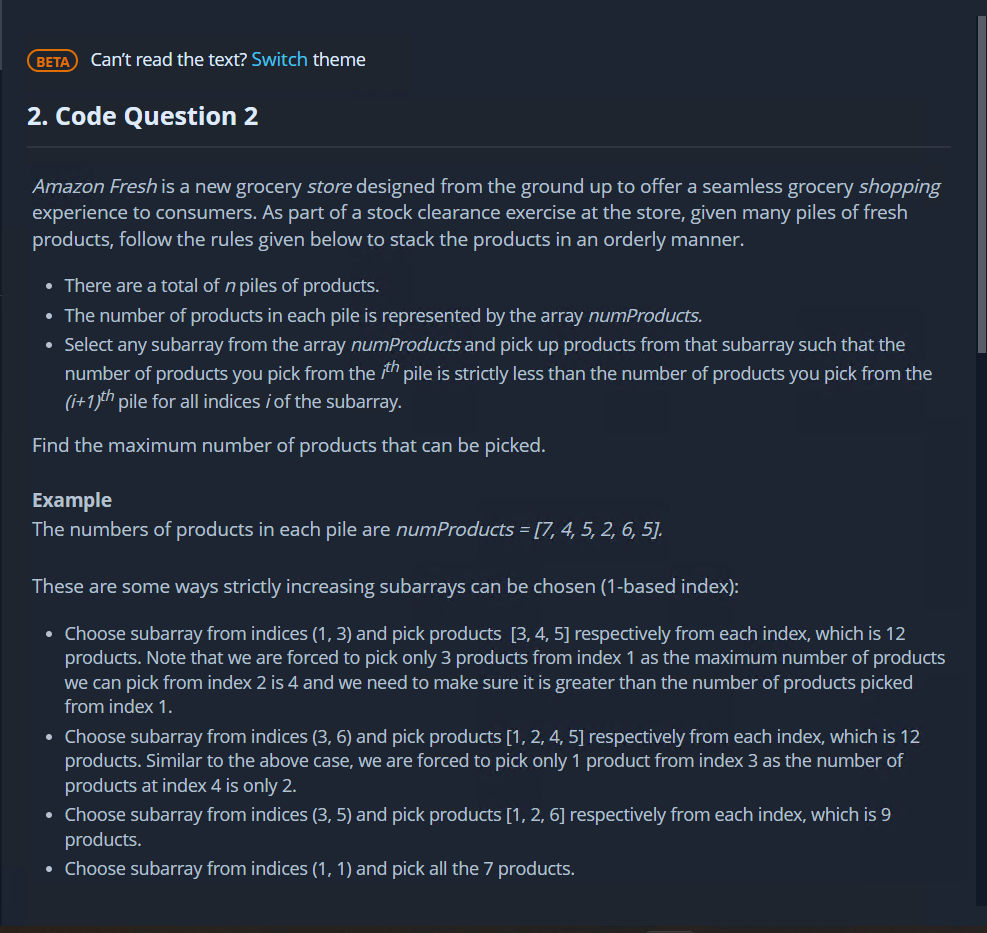 BETA Can’t read the text? Switch theme
2. Code Question 2
Amazon Fresh is a new grocery store designed from the ground up to offer a seamless grocery shopping
experience to consumers. As part of a stock clearance exercise at the store, given many piles of fresh
products, follow the rules given below to stack the products in an orderly manner.
• There are a total of n piles of products.
• The number of products in each pile is represented by the array numProducts.
• Select any subarray from the array numProducts and pick up products from that subarray such that the
number of products you pick from the ith pile is strictly less than the number of products you pick from the
(i+1)th pile for all indices i of the subarray.
Find the maximum number of products that can be picked.
Example
The numbers of products in each pile are numProducts = [7, 4, 5, 2, 6, 5].
These are some ways strictly increasing subarrays can be chosen (1-based index):
• Choose subarray from indices (1, 3) and pick products [3, 4, 5] respectively from each index, which is 12
products. Note that we are forced to pick only 3 products from index 1 as the maximum number of products
we can pick from index 2 is 4 and we need to make sure it is greater than the number of products picked
from index 1.
• Choose subarray from indices (3, 6) and pick products [1, 2, 4, 5] respectively from each index, which is 12
products. Similar to the above case, we are forced to pick only 1 product from index 3 as the number of
products at index 4 is only 2.
• Choose subarray from indices (3, 5) and pick products [1, 2, 6] respectively from each index, which is 9
products.
• Choose subarray from indices (1, 1) and pick all the 7 products.